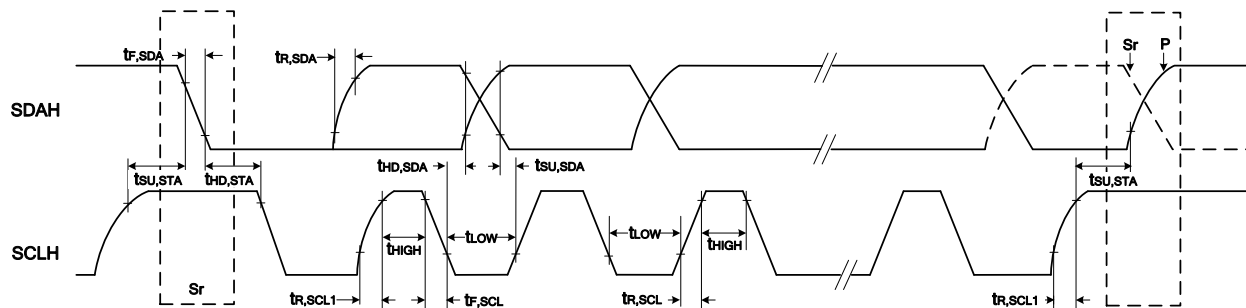 Sr P
tF,SDA tR,SDA
SDAH
tHD,SDA tSU,SDA
tSU,STA tHD,STA tSU,STA
SCLH
tHIGH tLOW tLOW tHIGH
Sr tR,SCL1 tF,SCL tR,SCL tR,SCL1